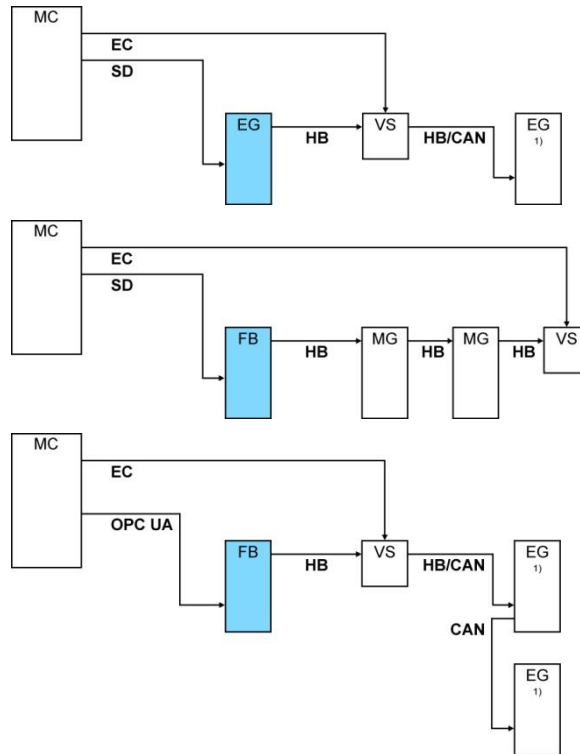 MC
EC
SD
EG
HB
VS
HB/CAN
EG
1)
MC
EC
SD
FB
HB
MG
HB
MG
HB
VS
MC
EC
OPC UA
FB
HB
VS
HB/CAN
EG
1)
CAN
EG
1)